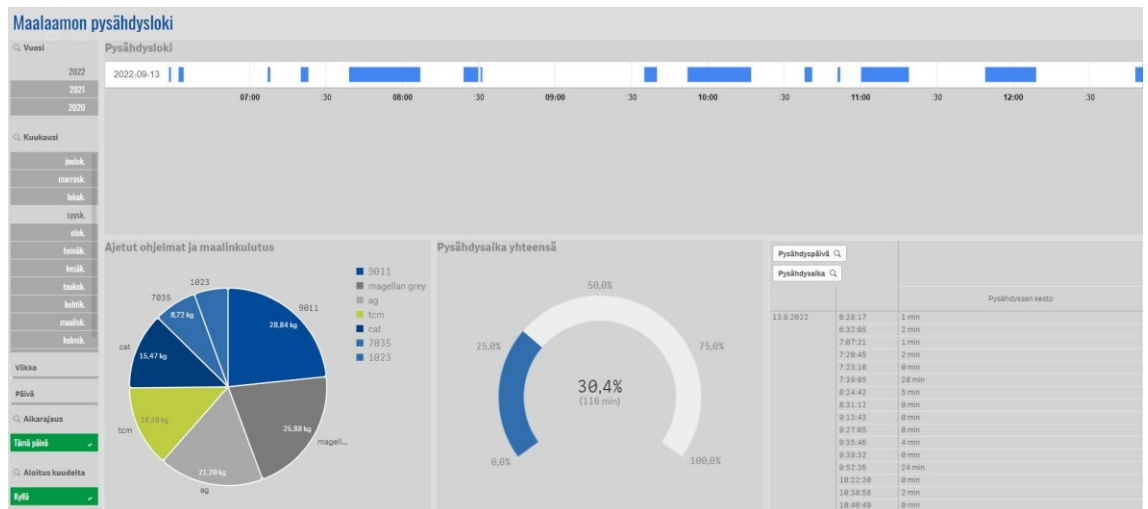 Maalaamon pysähdysloki
Vuosi
2022
2021
2020
Kuukausi
jouluk.
marrask.
lokak.
syysk.
elok.
heinäk.
kesäk.
toukok.
huhtik.
maalisk.
helmik.
Viikko
Päivä
Aikarajaus
Tämä päivä
Aloitus kuudelta
Kyllä
Pysähdysloki
2022-09-13
07:00 :30 08:00 :30 09:00 :30 10:00 :30 11:00 :30 12:00 :30
Ajetut ohjelmat ja maalinkulutus
1023
7035
8,72 kg
9011
28,84 kg
cat
15,47 kg
tcm
25,88 kg
magell...
21,20 kg
ag
9011
magellan grey
ag
tcm
cat
7035
1023
Pysähdysaika yhteensä
50,0%
25,0%
75,0%
30,4%
(116 min)
0,0%
100,0%
Pysähdyspäivä
Pysähdysaika
Pysähdyksen kesto
13.9.2022 6:28:17 1 min
6:32:05 2 min
7:07:21 1 min
7:20:45 2 min
7:23:10 0 min
7:39:05 28 min
8:24:42 5 min
8:31:12 0 min
9:13:43 0 min
9:27:05 0 min
9:35:46 4 min
9:39:32 0 min
9:52:36 24 min
10:22:20 0 min
10:38:58 2 min
10:40:49 0 min